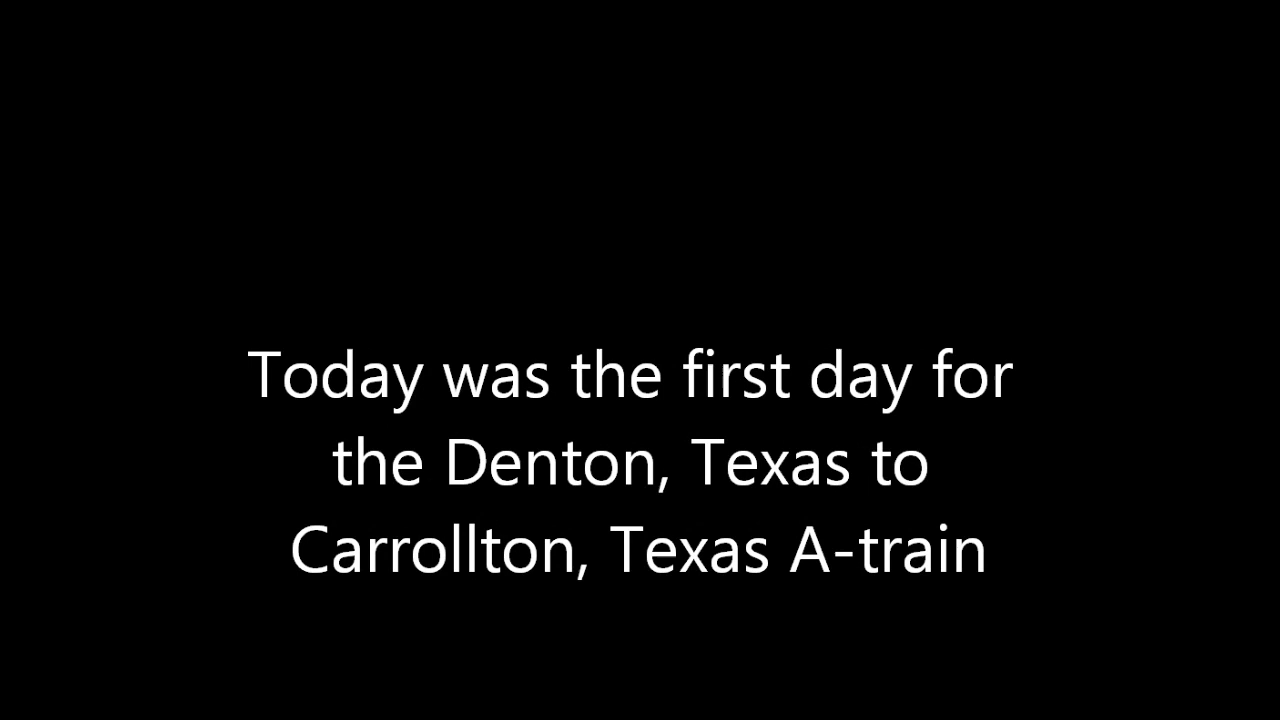 Today was the first day for
the Denton, Texas to
Carrollton, Texas A-train